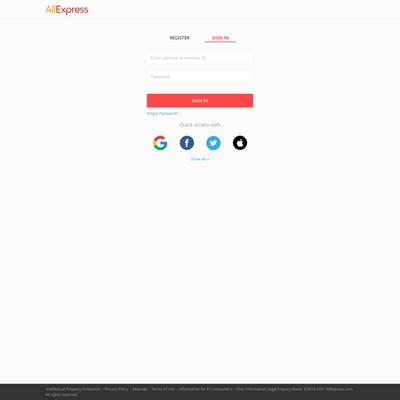 AliExpress
REGISTER
SIGN IN
Email address or member ID
Password
SIGN IN
Forgot Password?
Quick access with
Show all
Intellectual Property Protection - Privacy Policy - Sitemap - Terms of Use - Information for EU consumers - User Information Legal Enquiry Guide ©2010-2021 AliExpress.com.
All rights reserved.